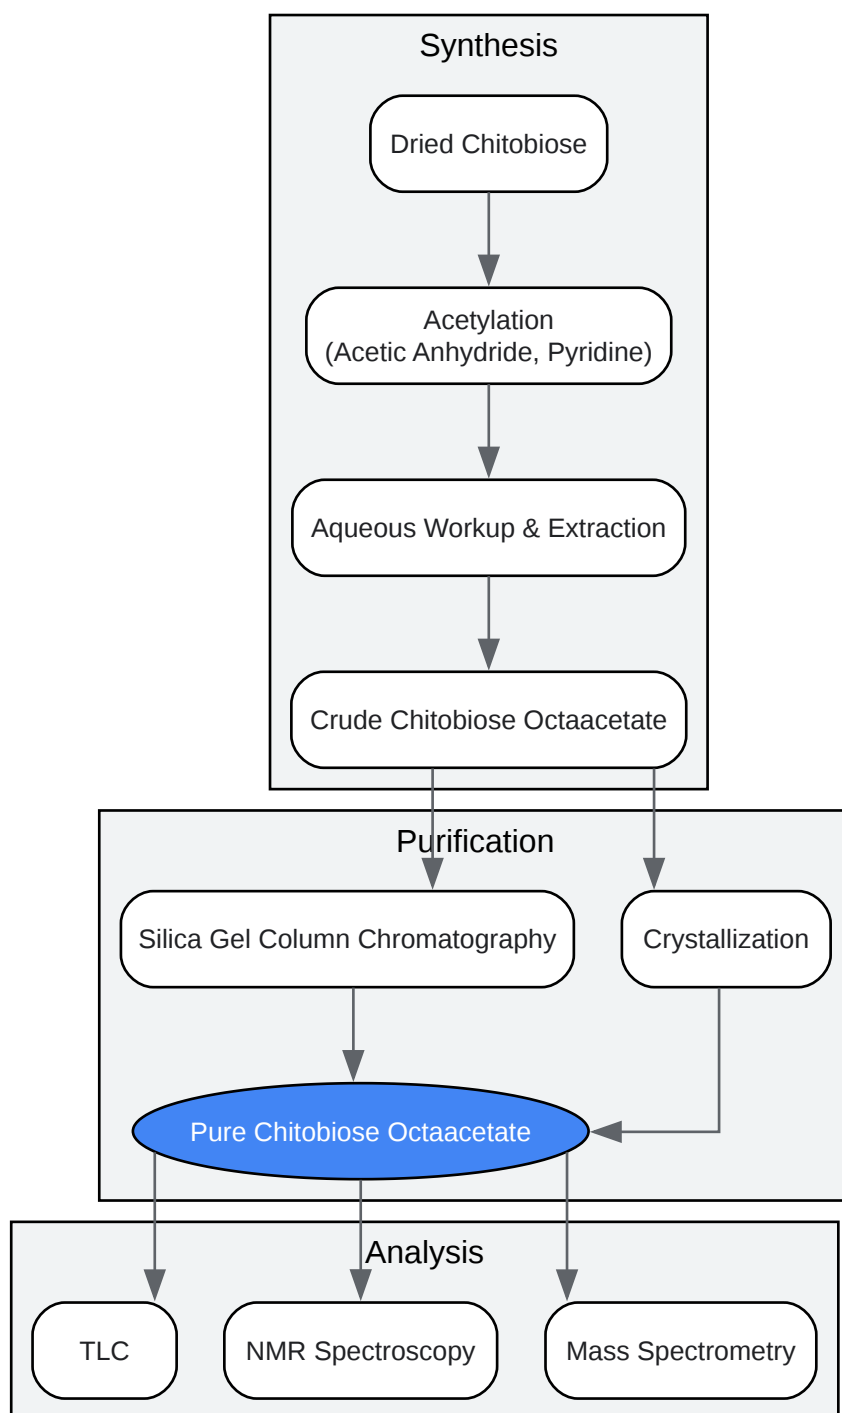 Synthesis
Dried Chitobiose
Acetylation
(Acetic Anhydride, Pyridine)
Aqueous Workup & Extraction
Crude Chitobiose Octaacetate
Purification
Silica Gel Column Chromatography
Crystallization
Pure Chitobiose Octaacetate
Analysis
TLC
NMR Spectroscopy
Mass Spectrometry